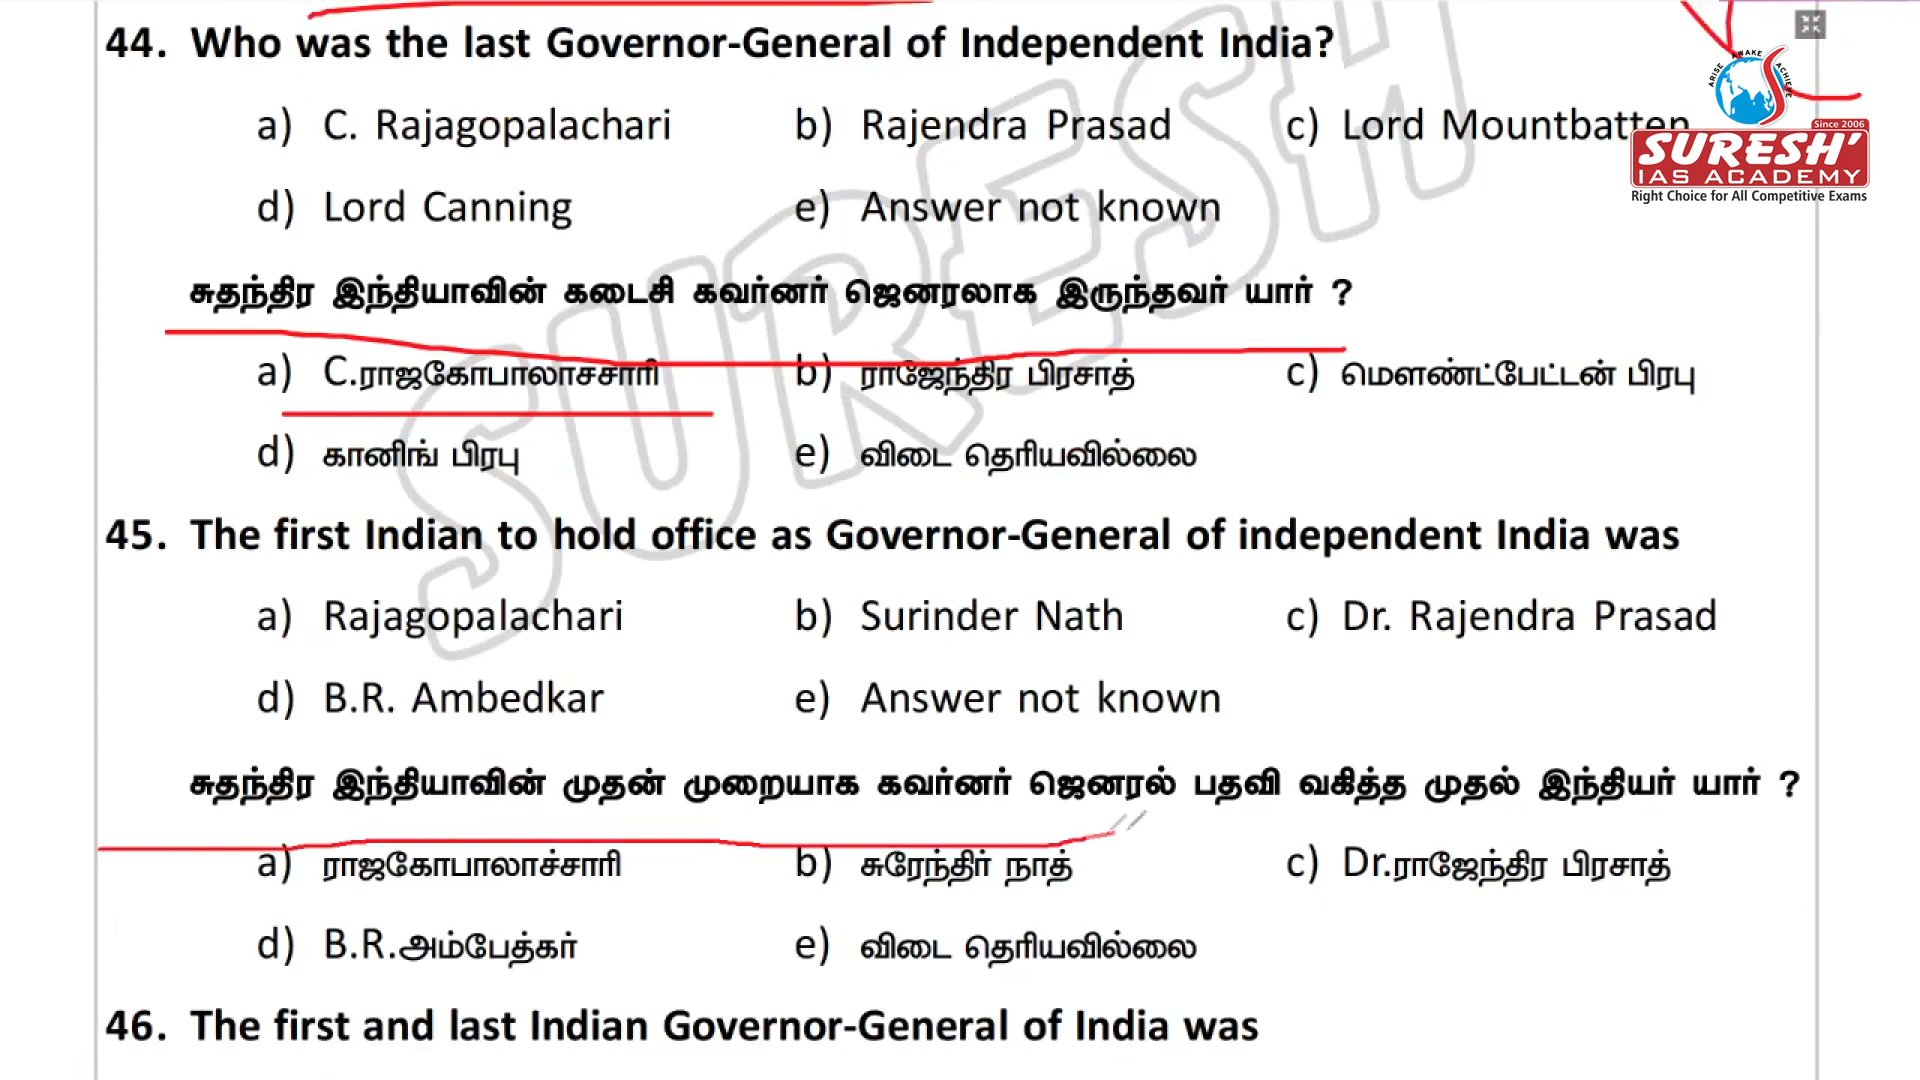 44. Who was the last Governor-General of Independent India?
a) C. Rajagopalachari b) Rajendra Prasad c) Lord Mountbatten
d) Lord Canning e) Answer not known
சுதந்திர இந்தியாவின் கடைசி கவர்னர் ஜெனரலாக இருந்தவர் யார் ?
a) C.ராஜகோபாலாச்சாரி b) ராஜேந்திர பிரசாத் c) மௌண்ட்பேட்டன் பிரபு
d) கானிங் பிரபு e) விடை தெரியவில்லை
45. The first Indian to hold office as Governor-General of independent India was
a) Rajagopalachari b) Surinder Nath c) Dr. Rajendra Prasad
d) B.R. Ambedkar e) Answer not known
சுதந்திர இந்தியாவின் முதன் முறையாக கவர்னர் ஜெனரல் பதவி வகித்த முதல் இந்தியர் யார் ?
a) ராஜகோபாலாச்சாரி b) சுரேந்திர் நாத் c) Dr.ராஜேந்திர பிரசாத்
d) B.R.அம்பேத்கர் e) விடை தெரியவில்லை
46. The first and last Indian Governor-General of India was
ARISE AWAKE ACHIEVE
Since 2006
SURESH'
IAS ACADEMY
Right Choice for All Competitive Exams
SURESH